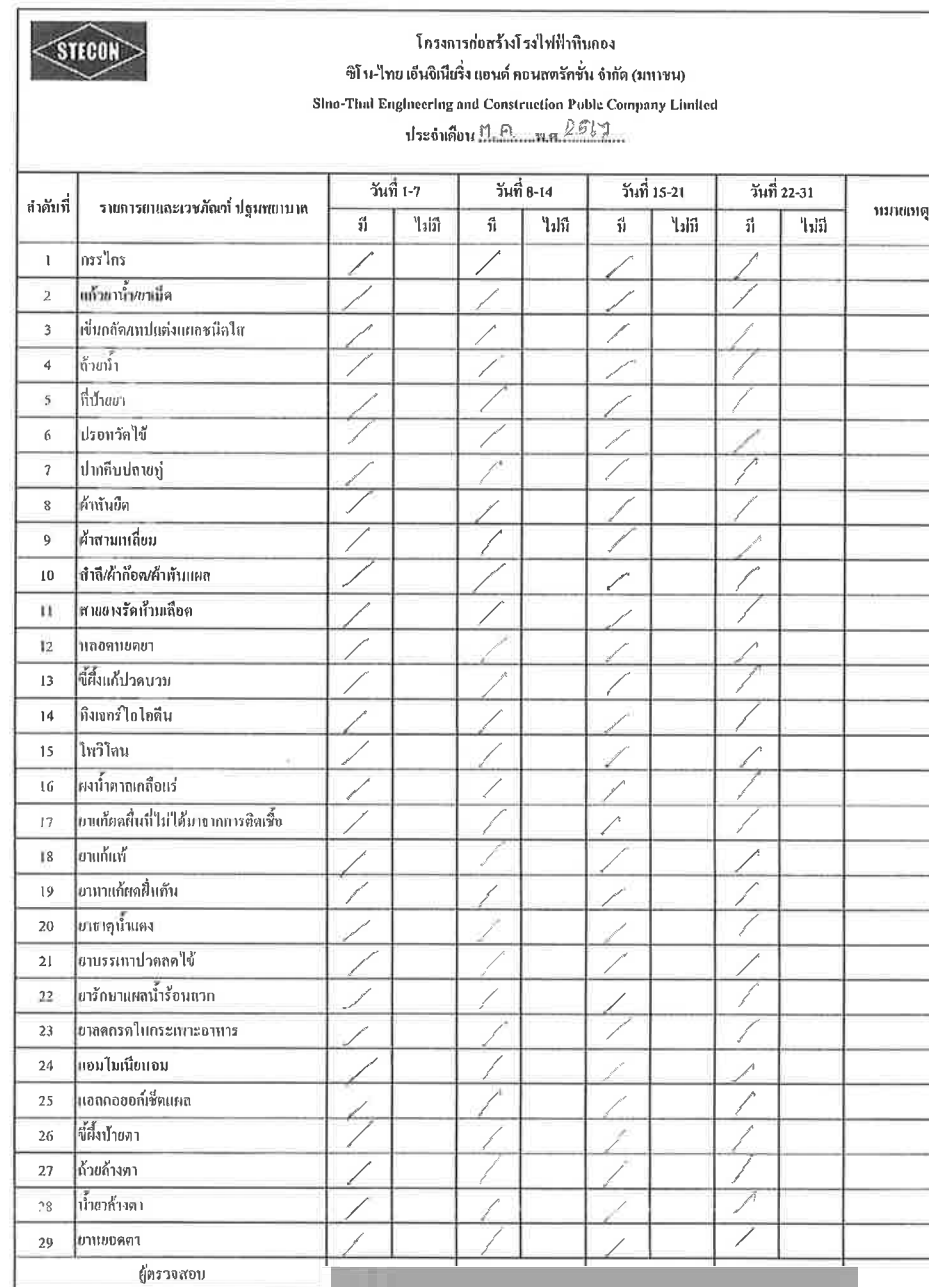 STECON
โครงการก่อสร้างโรงไฟฟ้าหินกอง
ซิโน-ไทย เอ็นจิเนียริ่ง แอนด์ คอนสตรัคชั่น จำกัด (มหาชน)
Sino-Thai Engineering and Construction Public Company Limited
ประจำเดือน ต.ค. พ.ศ. 2567
ลำดับที่ รายการยาและเวชภัณฑ์ ปฐมพยาบาล วันที่ 1-7 วันที่ 8-14 วันที่ 15-21 วันที่ 22-31 หมายเหตุ
มี ไม่มี มี ไม่มี มี ไม่มี มี ไม่มี
1 กรรไกร / / / /
2 แก้วยาน้ำ/ยาเม็ด / / / /
3 เข็มกลัด/เทปแต่งแผลชนิดใส / / / /
4 ถ้วยน้ำ / / / /
5 ที่ป้ายยา / / / /
6 ปรอทวัดไข้ / / / /
7 ปากคีบปลายทู่ / / / /
8 ผ้าพันยืด / / / /
9 ผ้าสามเหลี่ยม / / / /
10 สำลี/ผ้าก๊อต/ผ้าพันแผล / / / /
11 สายยางรัดห้ามเลือด / / / /
12 หลอดหยดยา / / / /
13 ขี้ผึ้งแก้ปวดบวม / / / /
14 ทิงเจอร์ไอโอดีน / / / /
15 โพวิโดน / / / /
16 ผงน้ำตาลเกลือแร่ / / / /
17 ยาแก้ผดผื่นที่ไม่ได้มาจากการติดเชื้อ / / / /
18 ยาแก้แพ้ / / / /
19 ยาทาแก้ผดผื่นคัน / / / /
20 ยาธาตุน้ำแดง / / / /
21 ยาบรรเทาปวดลดไข้ / / / /
22 ยารักษาแผลน้ำร้อนลวก / / / /
23 ยาลดกรดในกระเพาะอาหาร / / / /
24 แอมโมเนียหอม / / / /
25 แอลกอฮอล์เช็ดแผล / / / /
26 ขี้ผึ้งป้ายตา / / / /
27 ถ้วยล้างตา / / / /
28 น้ำยาล้างตา / / / /
29 ยาหยอดตา / / / /
ผู้ตรวจสอบ